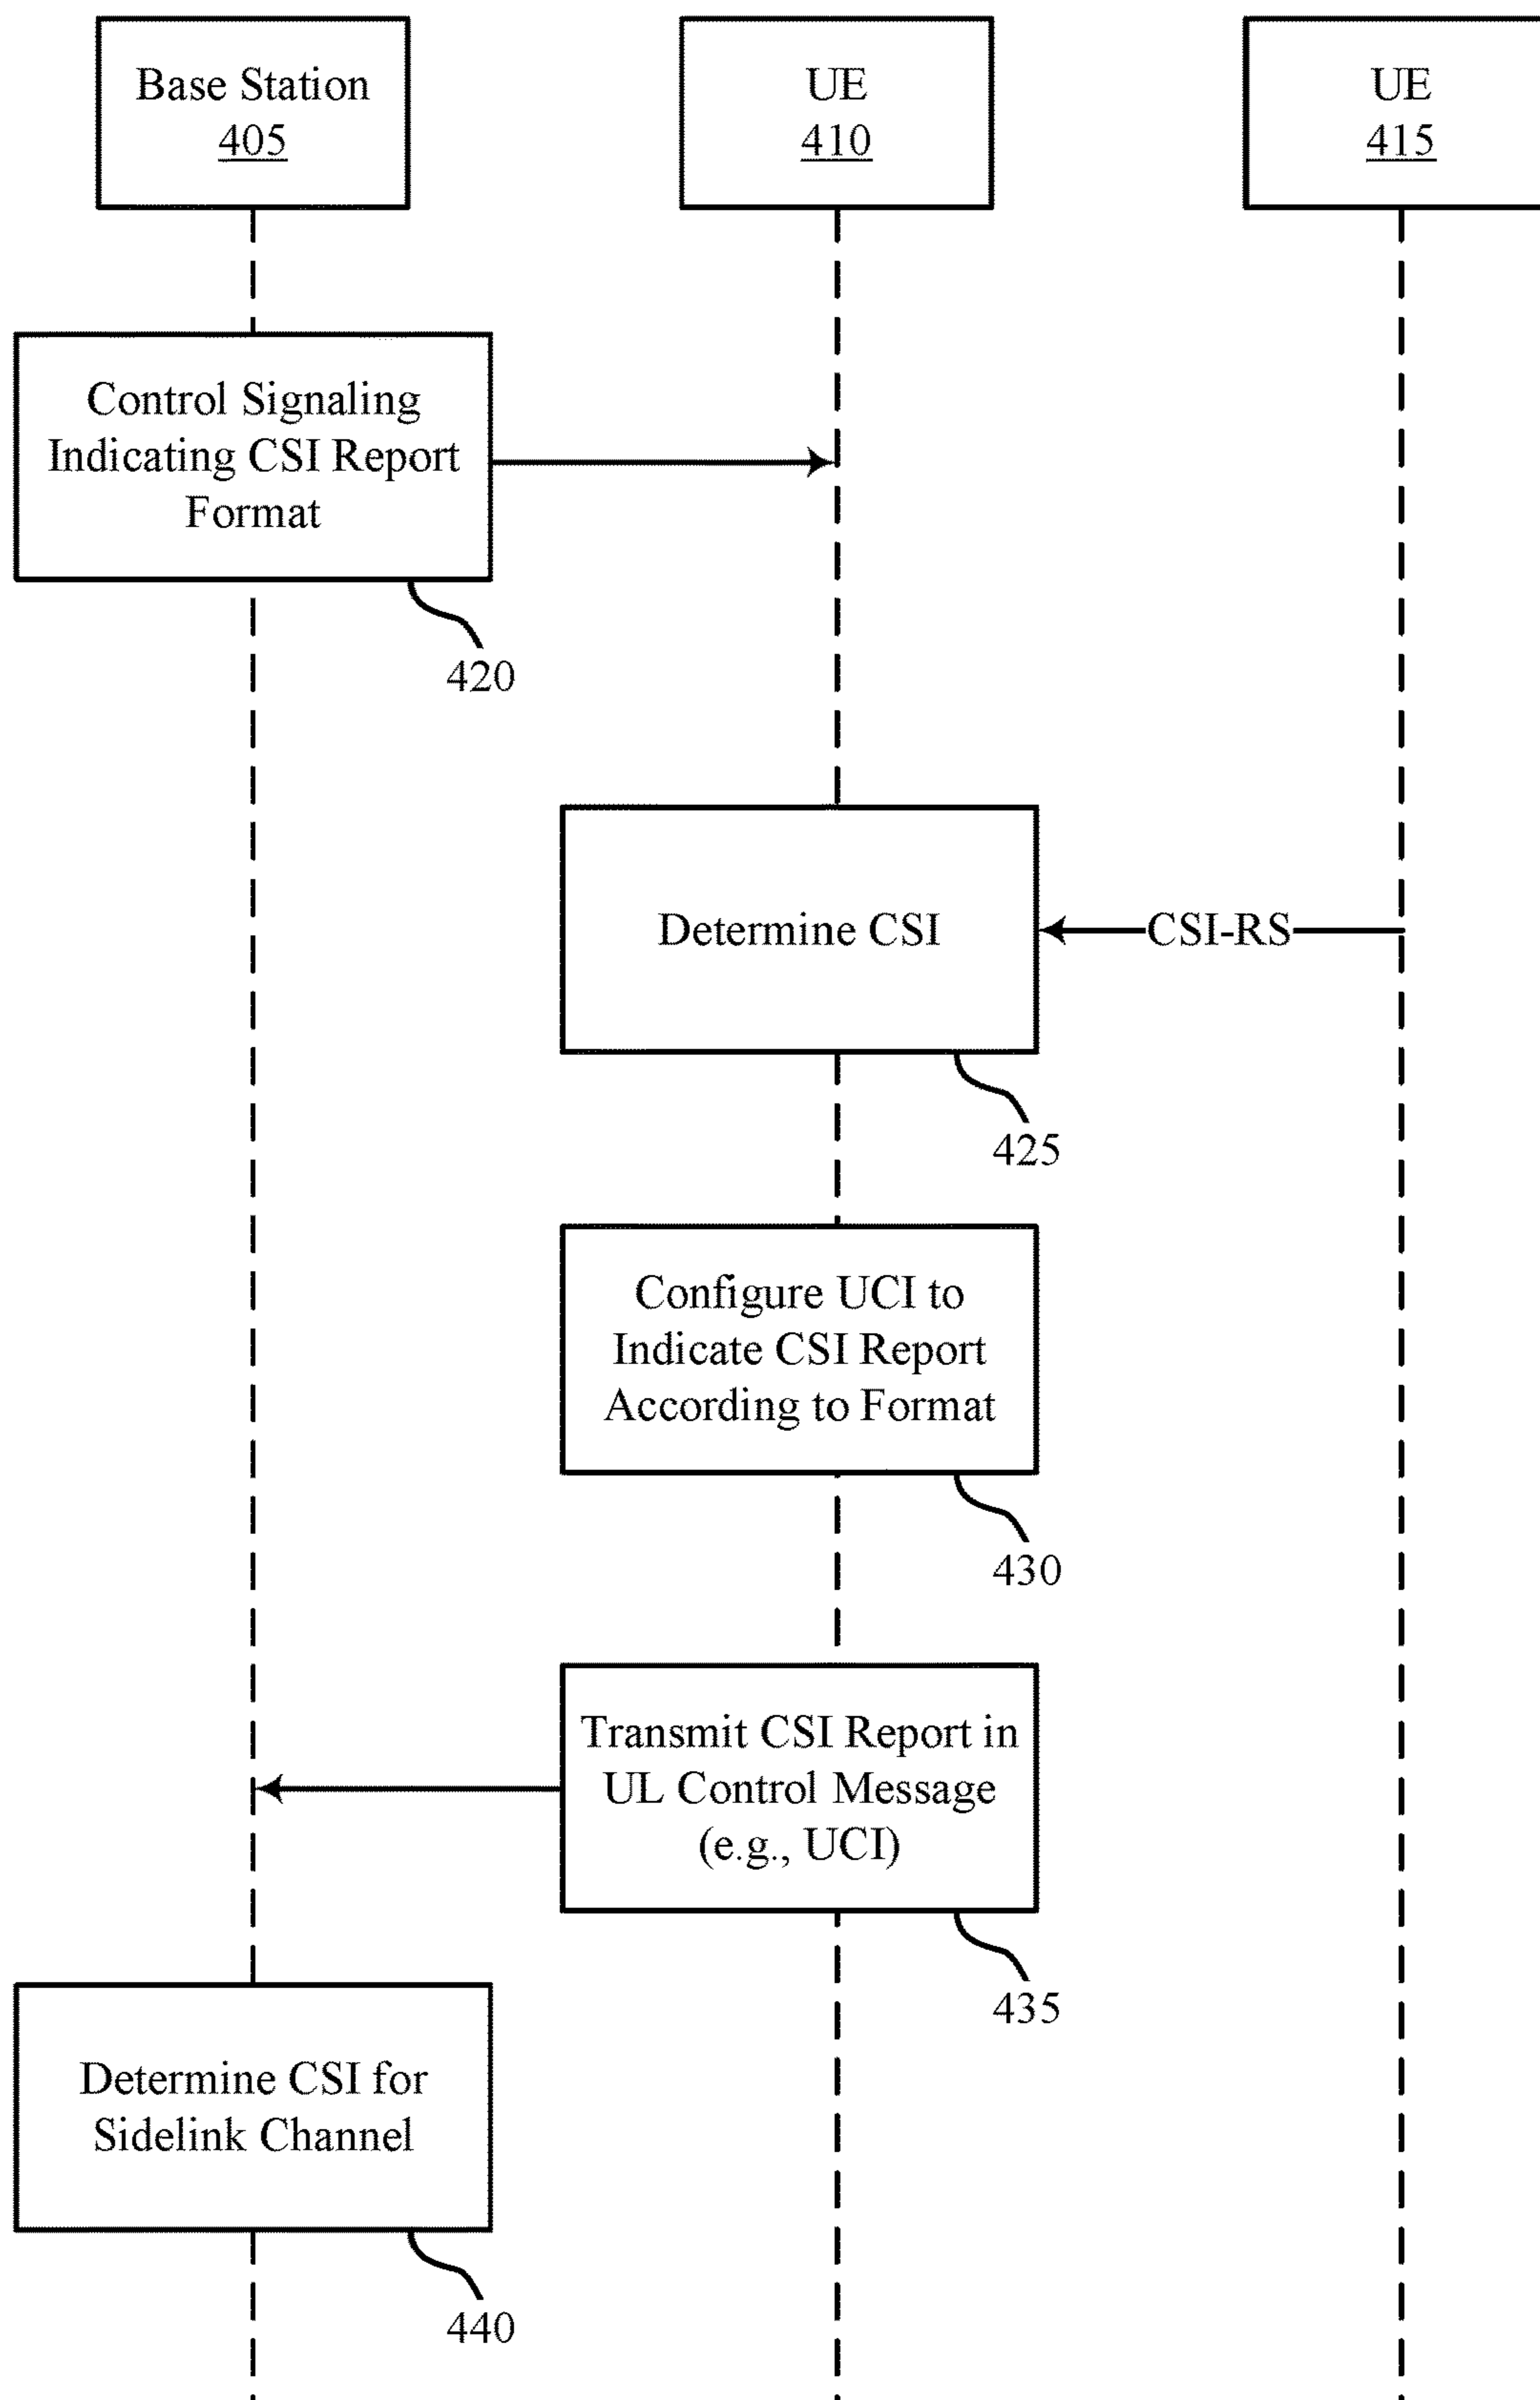 Base Station
405
UE
410
UE
415
Control Signaling
Indicating CSI Report
Format
420
Determine CSI
CSI-RS
425
Configure UCI to
Indicate CSI Report
According to Format
430
Transmit CSI Report in
UL Control Message
(e.g., UCI)
435
Determine CSI for
Sidelink Channel
440